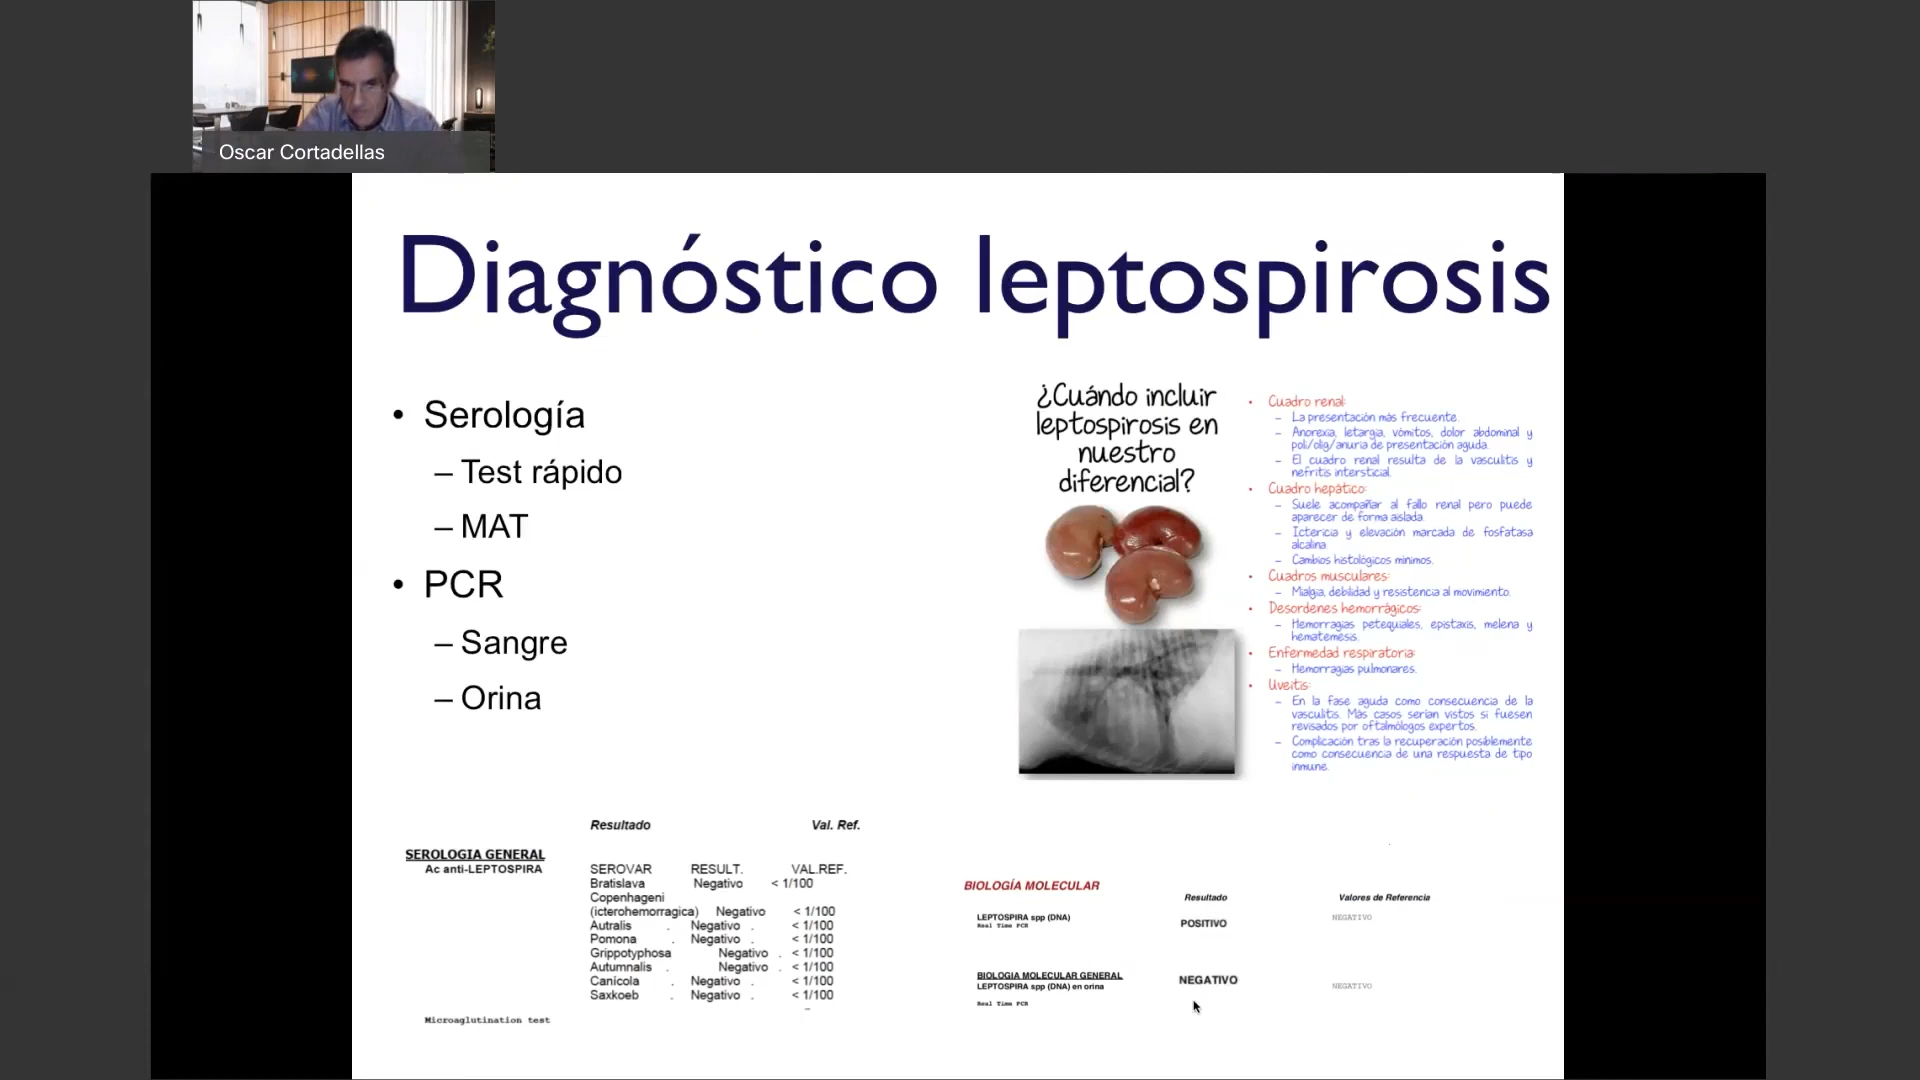 Oscar Cortadellas
Diagnóstico leptospirosis
• Serología
– Test rápido
– MAT
• PCR
– Sangre
– Orina
¿Cuándo incluir
leptospirosis en
nuestro
diferencial?
• Cuadro renal:
– La presentación más frecuente.
– Anorexia, letargia, vómitos, dolor abdominal y
poli/olig/anuria de presentación aguda.
– El cuadro renal resulta de la vasculitis y
nefritis intersticial.
• Cuadro hepático:
– Suele acompañar al fallo renal pero puede
aparecer de forma aislada.
– Ictericia y elevación marcada de fosfatasa
alcalina.
– Cambios histológicos mínimos.
• Cuadros musculares:
– Mialgia, debilidad y resistencia al movimiento.
• Desordenes hemorrágicos:
– Hemorragias petequiales, epistaxis, melena y
hematemesis.
• Enfermedad respiratoria:
– Hemorragias pulmonares.
• Uveitis:
– En la fase aguda como consecuencia de la
vasculitis. Más casos serían vistos si fuesen
revisados por oftalmólogos expertos.
– Complicación tras la recuperación posiblemente
como consecuencia de una respuesta de tipo
inmune.
Resultado Val. Ref.
SEROLOGIA GENERAL
Ac anti-LEPTOSPIRA
SEROVAR RESULT. VAL.REF.
Bratislava Negativo < 1/100
Copenhageni
(icterohemorragica) Negativo < 1/100
Autralis . Negativo . < 1/100
Pomona . Negativo . < 1/100
Grippotyphosa Negativo . < 1/100
Autumnalis . Negativo . < 1/100
Canícola . Negativo . < 1/100
Saxkoeb . Negativo . < 1/100
Microaglutination test
BIOLOGÍA MOLECULAR
Resultado Valores de Referencia
LEPTOSPIRA spp (DNA) POSITIVO NEGATIVO
Real Time PCR
BIOLOGIA MOLECULAR GENERAL NEGATIVO
LEPTOSPIRA spp (DNA) en orina NEGATIVO
Real Time PCR